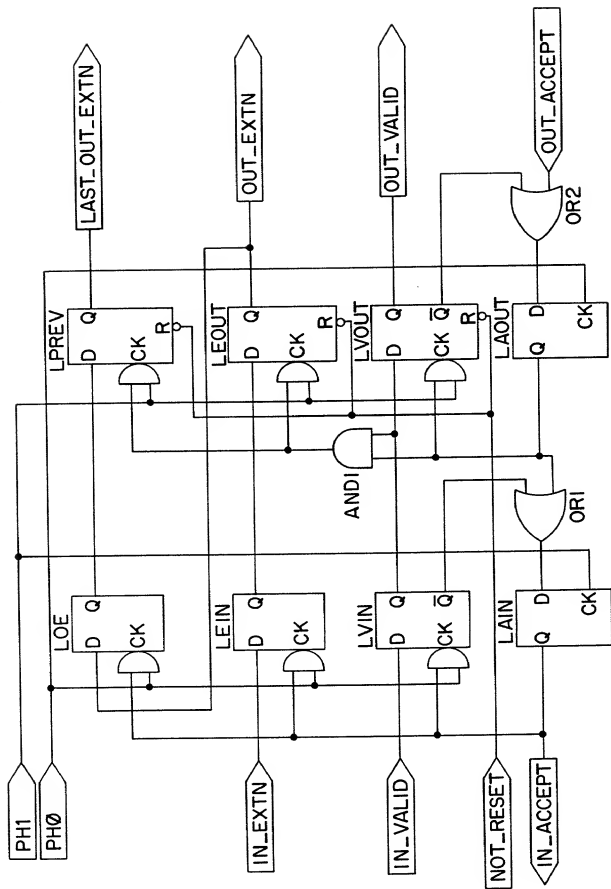 PH1
PHØ
LOE
D Q
CK
LPREV
D Q
CK
R
LAST_OUT_EXTN
IN_EXTN
LEIN
D Q
CK
LEOUT
D Q
CK
R
OUT_EXTN
AND1
IN_VALID
LVIN
D Q
CK Q̅
LVOUT
D Q
CK Q̅
R
OUT_VALID
NOT_RESET
IN_ACCEPT
LAIN
Q D
CK
OR1
LAOUT
Q D
CK
OR2
OUT_ACCEPT